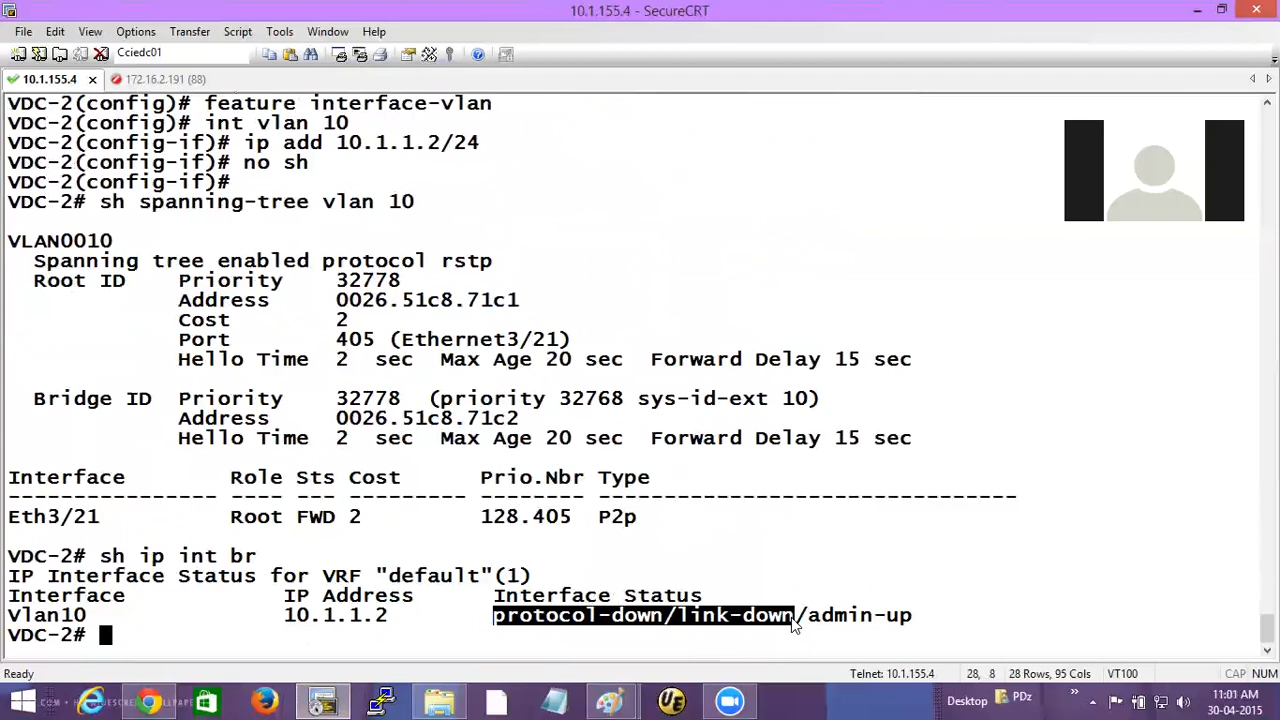 10.1.155.4 - SecureCRT
File Edit View Options Transfer Script Tools Window Help
Cciedc01
10.1.155.4 172.16.2.191 (88)
VDC-2(config)# feature interface-vlan
VDC-2(config)# int vlan 10
VDC-2(config-if)# ip add 10.1.1.2/24
VDC-2(config-if)# no sh
VDC-2(config-if)#
VDC-2# sh spanning-tree vlan 10
VLAN0010
Spanning tree enabled protocol rstp
Root ID Priority 32778
Address 0026.51c8.71c1
Cost 2
Port 405 (Ethernet3/21)
Hello Time 2 sec Max Age 20 sec Forward Delay 15 sec
Bridge ID Priority 32778 (priority 32768 sys-id-ext 10)
Address 0026.51c8.71c2
Hello Time 2 sec Max Age 20 sec Forward Delay 15 sec
Interface Role Sts Cost Prio.Nbr Type
---------------- ---- --- --------- -------- --------------------------------
Eth3/21 Root FWD 2 128.405 P2p
VDC-2# sh ip int br
IP Interface Status for VRF "default"(1)
Interface IP Address Interface Status
Vlan10 10.1.1.2 protocol-down/link-down/admin-up
VDC-2#
Ready Telnet: 10.1.155.4 28, 8 28 Rows, 95 Cols VT100 CAP NUM
Desktop PDz 11:01 AM
30-04-2015